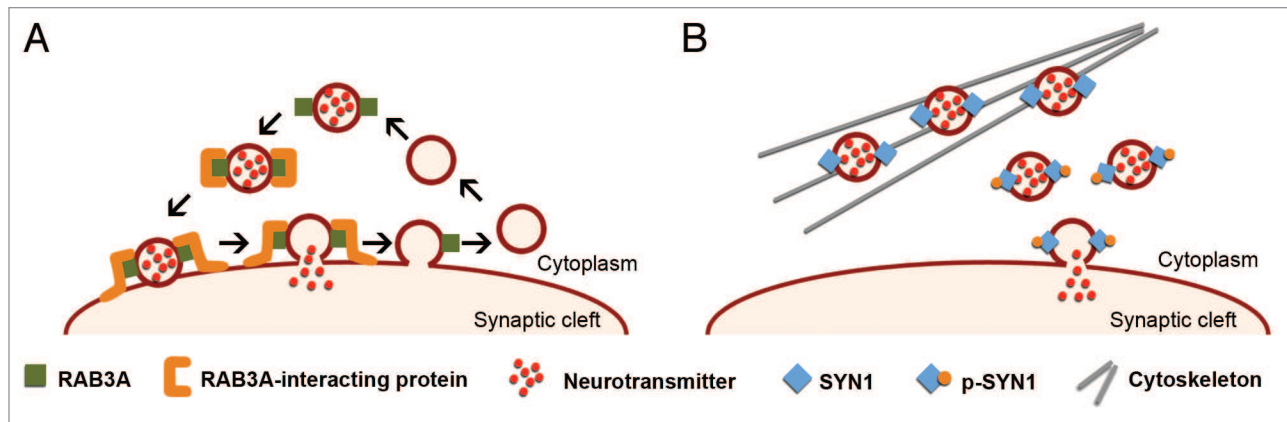 A
B
Cytoplasm
Synaptic cleft
Cytoplasm
Synaptic cleft
RAB3A
RAB3A-interacting protein
Neurotransmitter
SYN1
p-SYN1
Cytoskeleton